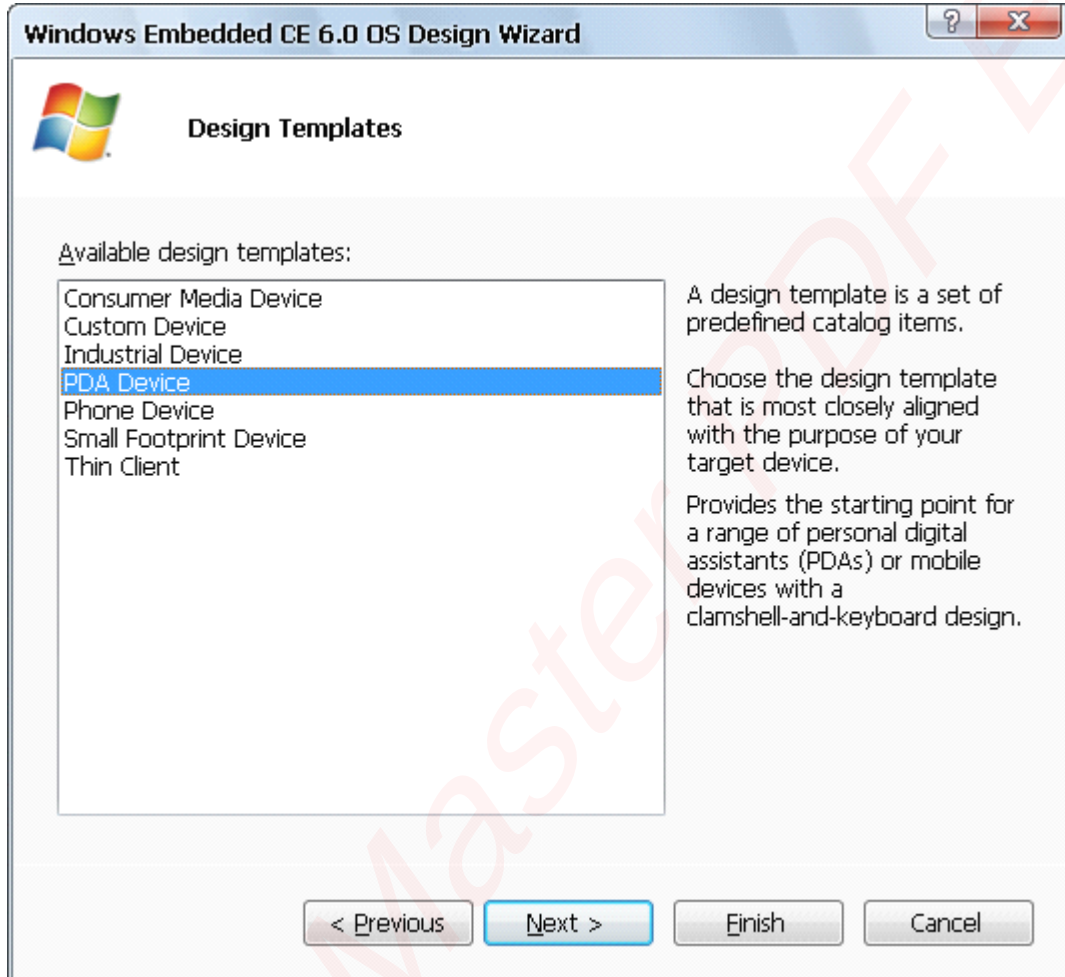 Windows Embedded CE 6.0 OS Design Wizard
?
X
Design Templates
Available design templates:
Consumer Media Device
Custom Device
Industrial Device
PDA Device
Phone Device
Small Footprint Device
Thin Client
A design template is a set of
predefined catalog items.
Choose the design template
that is most closely aligned
with the purpose of your
target device.
Provides the starting point for
a range of personal digital
assistants (PDAs) or mobile
devices with a
clamshell-and-keyboard design.
< Previous
Next >
Finish
Cancel
Master PDF E